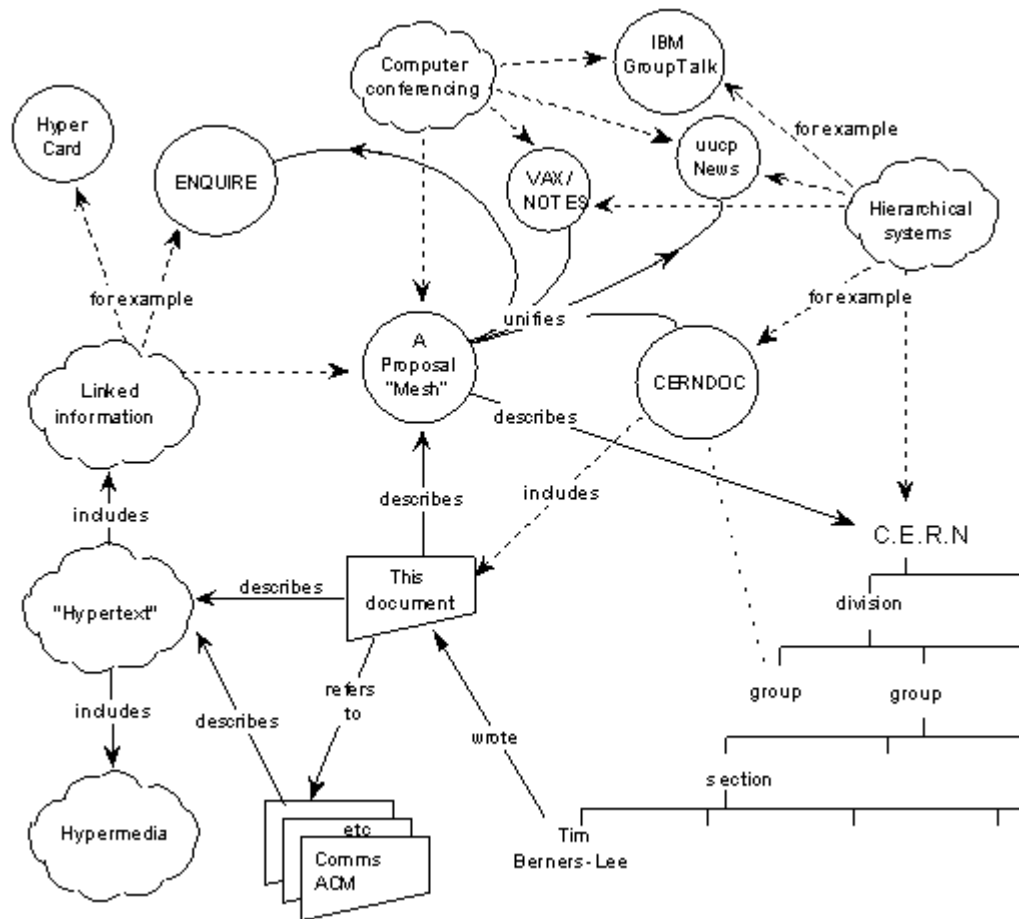 IBM
GroupTalk
Computer
conferencing
Hyper
Card
for example
uucp
News
ENQUIRE
VAX/
NOTES
Hierarchical
systems
for example
for example
unifies
A
Proposal
"Mesh"
CERNDOC
Linked
information
describes
describes
includes
includes
C.E.R.N
This
document
describes
"Hypertext"
division
refers
to
group
group
includes
describes
wrote
section
Hypermedia
etc
Comms
ACM
Tim
Berners-Lee